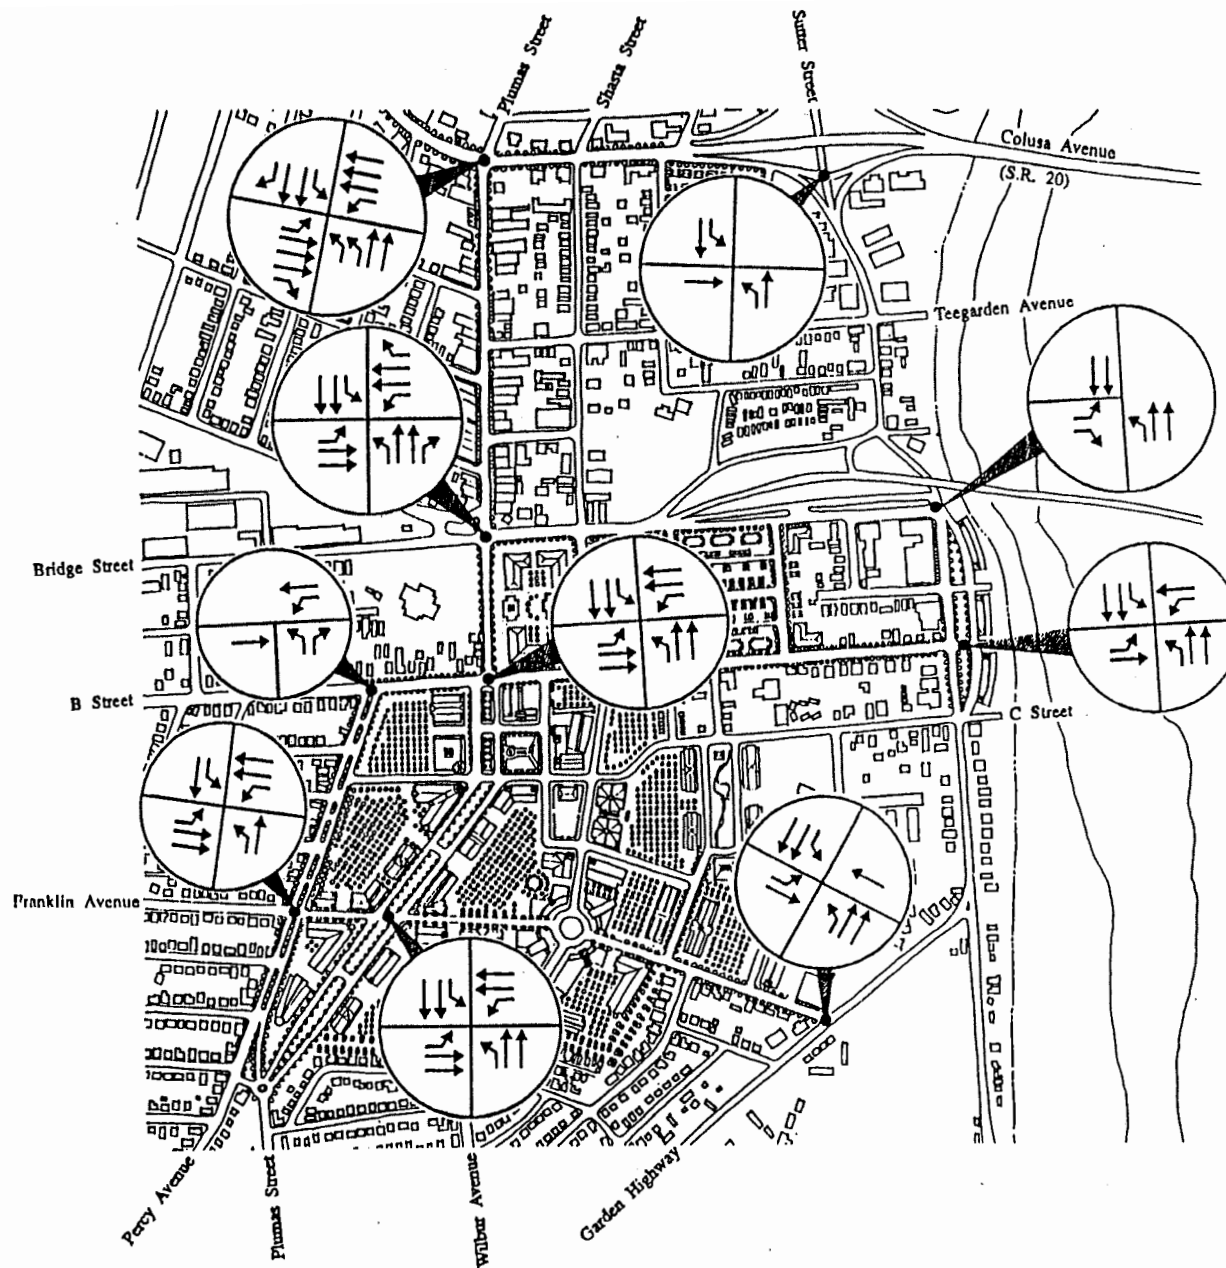 Plumas Street
Shasta Street
Sutter Street
Colusa Avenue
(S.R. 20)
Teegarden Avenue
Bridge Street
B Street
C Street
Franklin Avenue
Percy Avenue
Plumas Street
Wilbur Avenue
Garden Highway